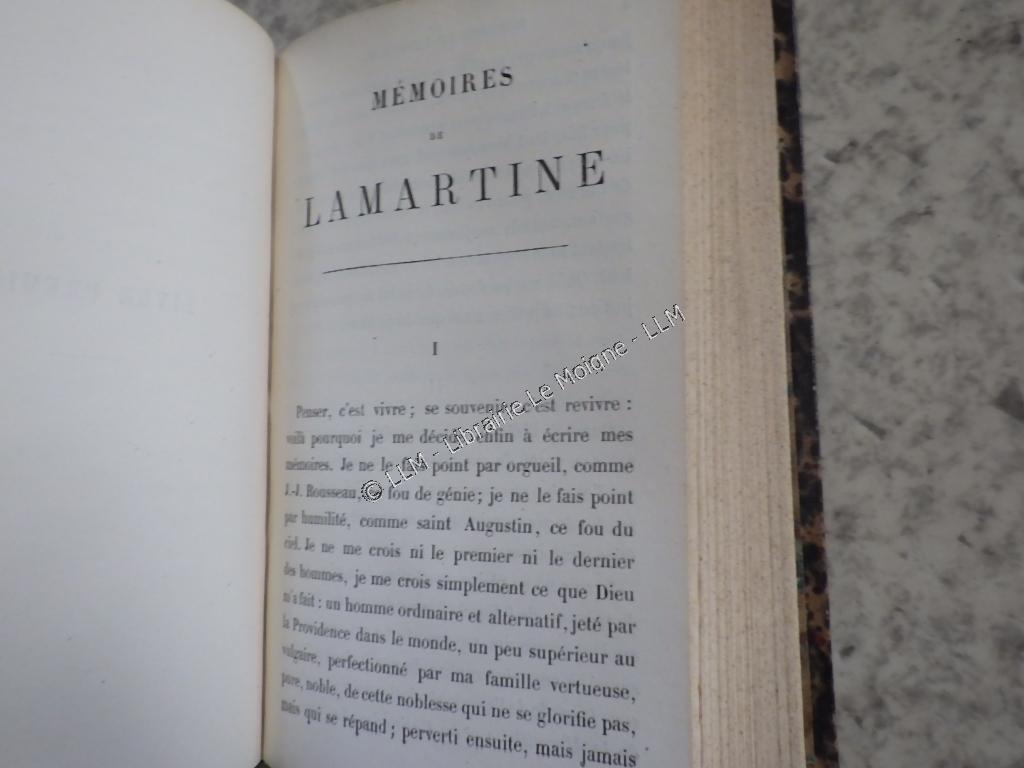 MÉMOIRES
DE
LAMARTINE
I
Penser, c'est vivre ; se souvenir, c'est revivre :
voilà pourquoi je me décide enfin à écrire mes
mémoires. Je ne le fais point par orgueil, comme
J.-J. Rousseau, ce fou de génie ; je ne le fais point
par humilité, comme saint Augustin, ce fou du
ciel. Je ne me crois ni le premier ni le dernier
des hommes, je me crois simplement ce que Dieu
m'a fait : un homme ordinaire et alternatif, jeté par
la Providence dans le monde, un peu supérieur au
vulgaire, perfectionné par ma famille vertueuse,
pure, noble, de cette noblesse qui ne se glorifie pas,
mais qui se répand ; perverti ensuite, mais jamais
© LLM - Librairie Le Moigne - LLM